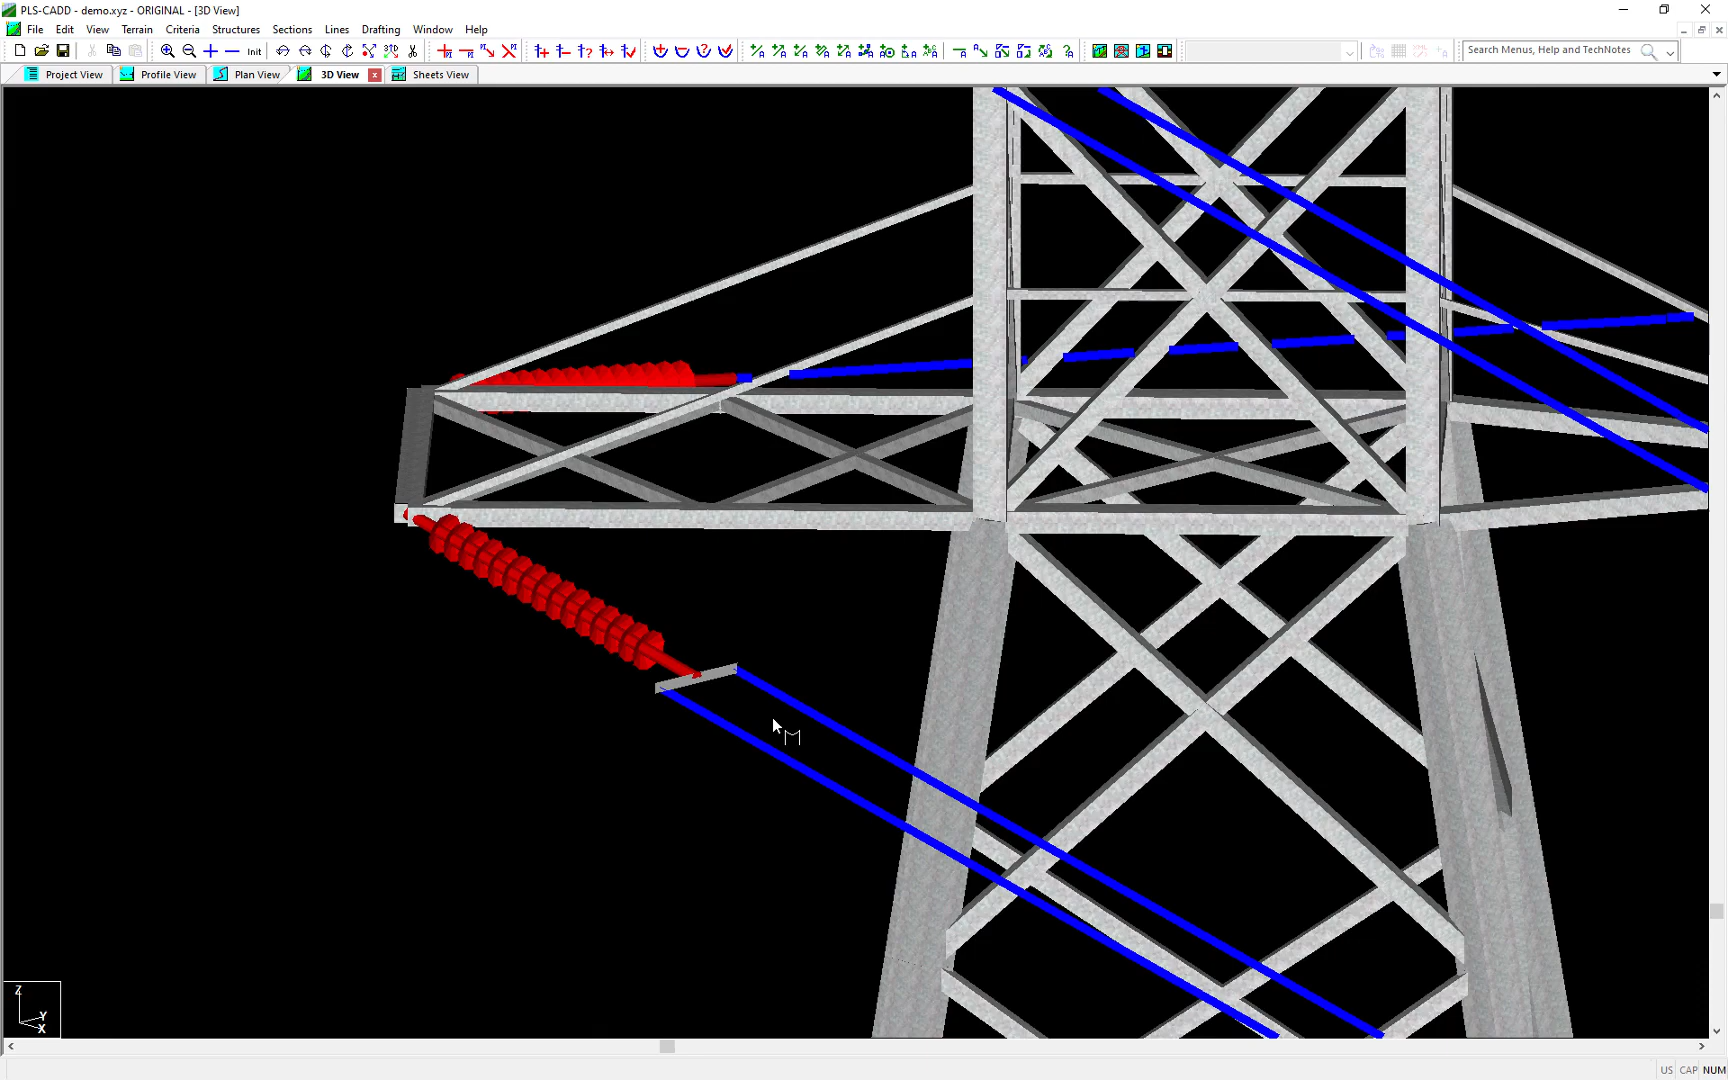 PLS-CADD - demo.xyz - ORIGINAL - [3D View]
File Edit View Terrain Criteria Structures Sections Lines Drafting Window Help
Init 3TD Search Menus, Help and TechNotes
Project View Profile View Plan View 3D View Sheets View
Z
Y
X
US CAP NUM